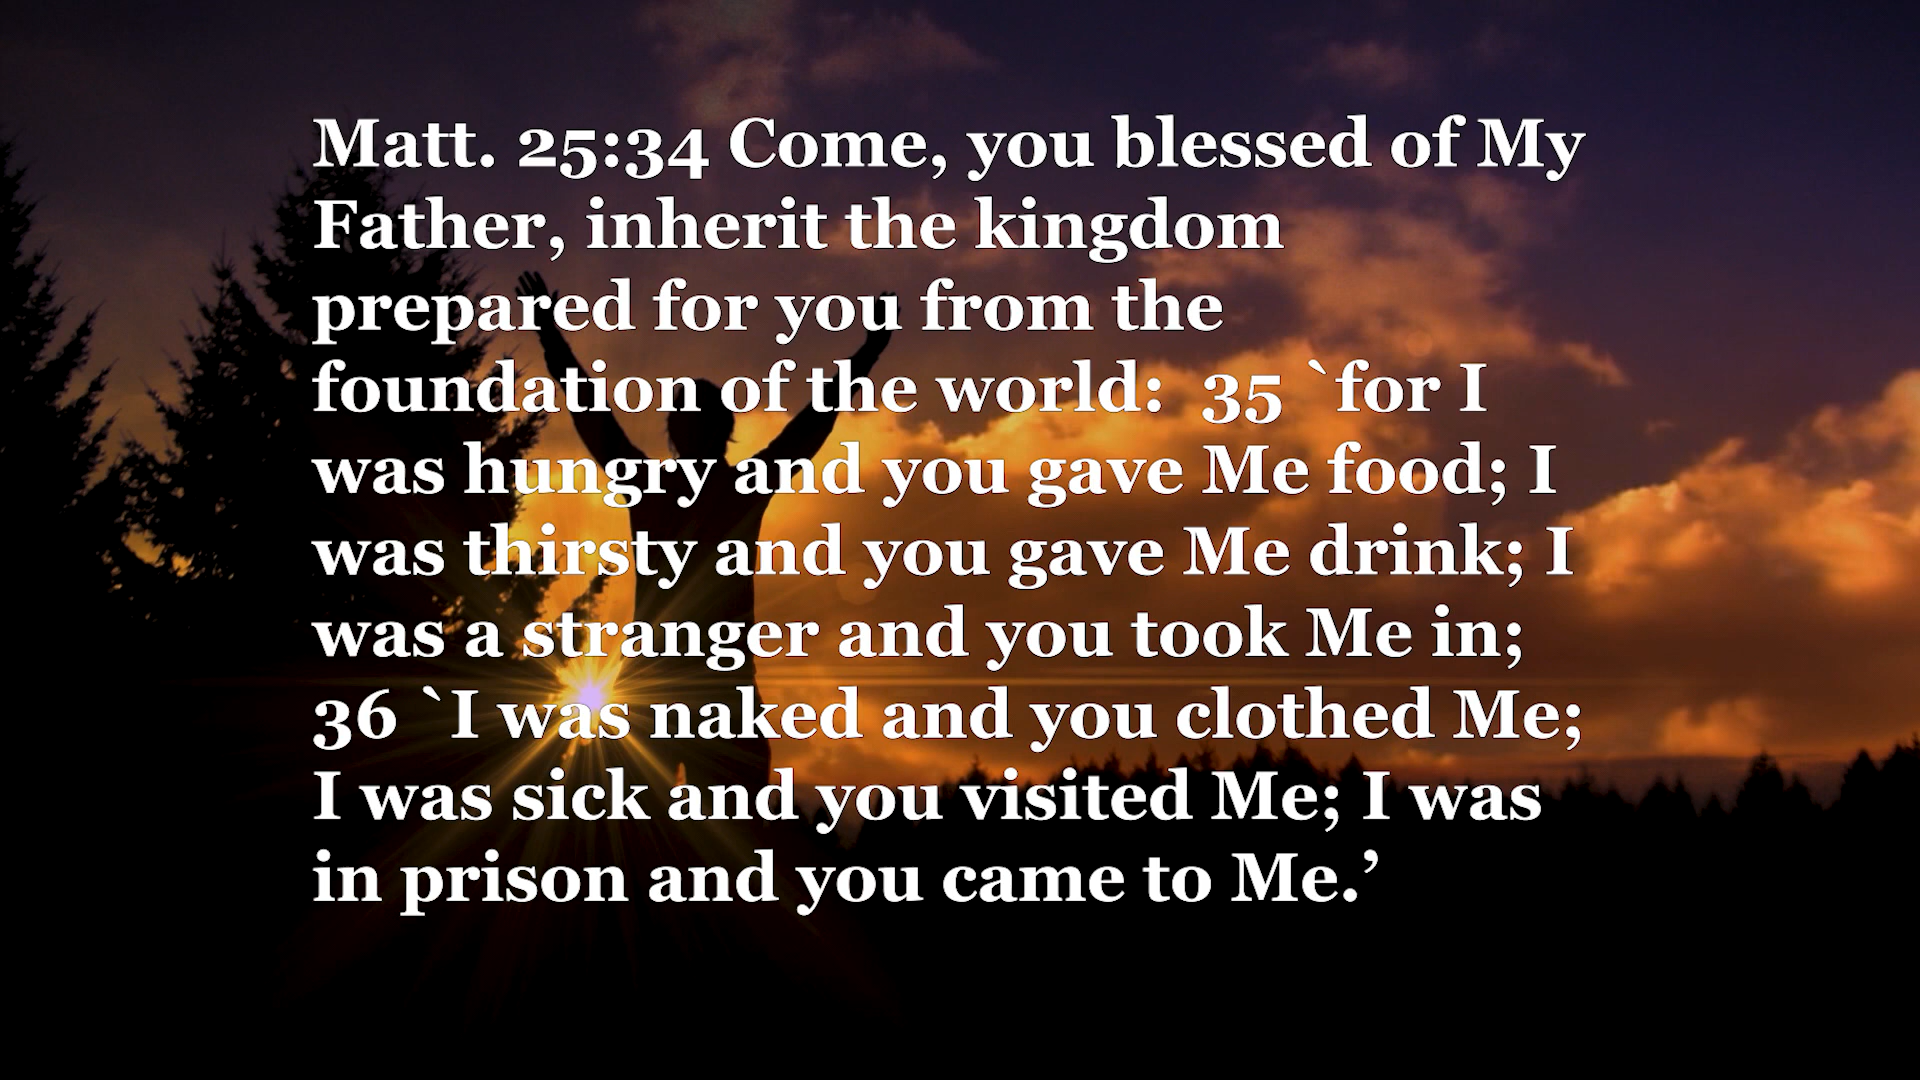 Matt. 25:34 Come, you blessed of My
Father, inherit the kingdom
prepared for you from the
foundation of the world:  35 `for I
was hungry and you gave Me food; I
was thirsty and you gave Me drink; I
was a stranger and you took Me in;
36 `I was naked and you clothed Me;
I was sick and you visited Me; I was
in prison and you came to Me.’